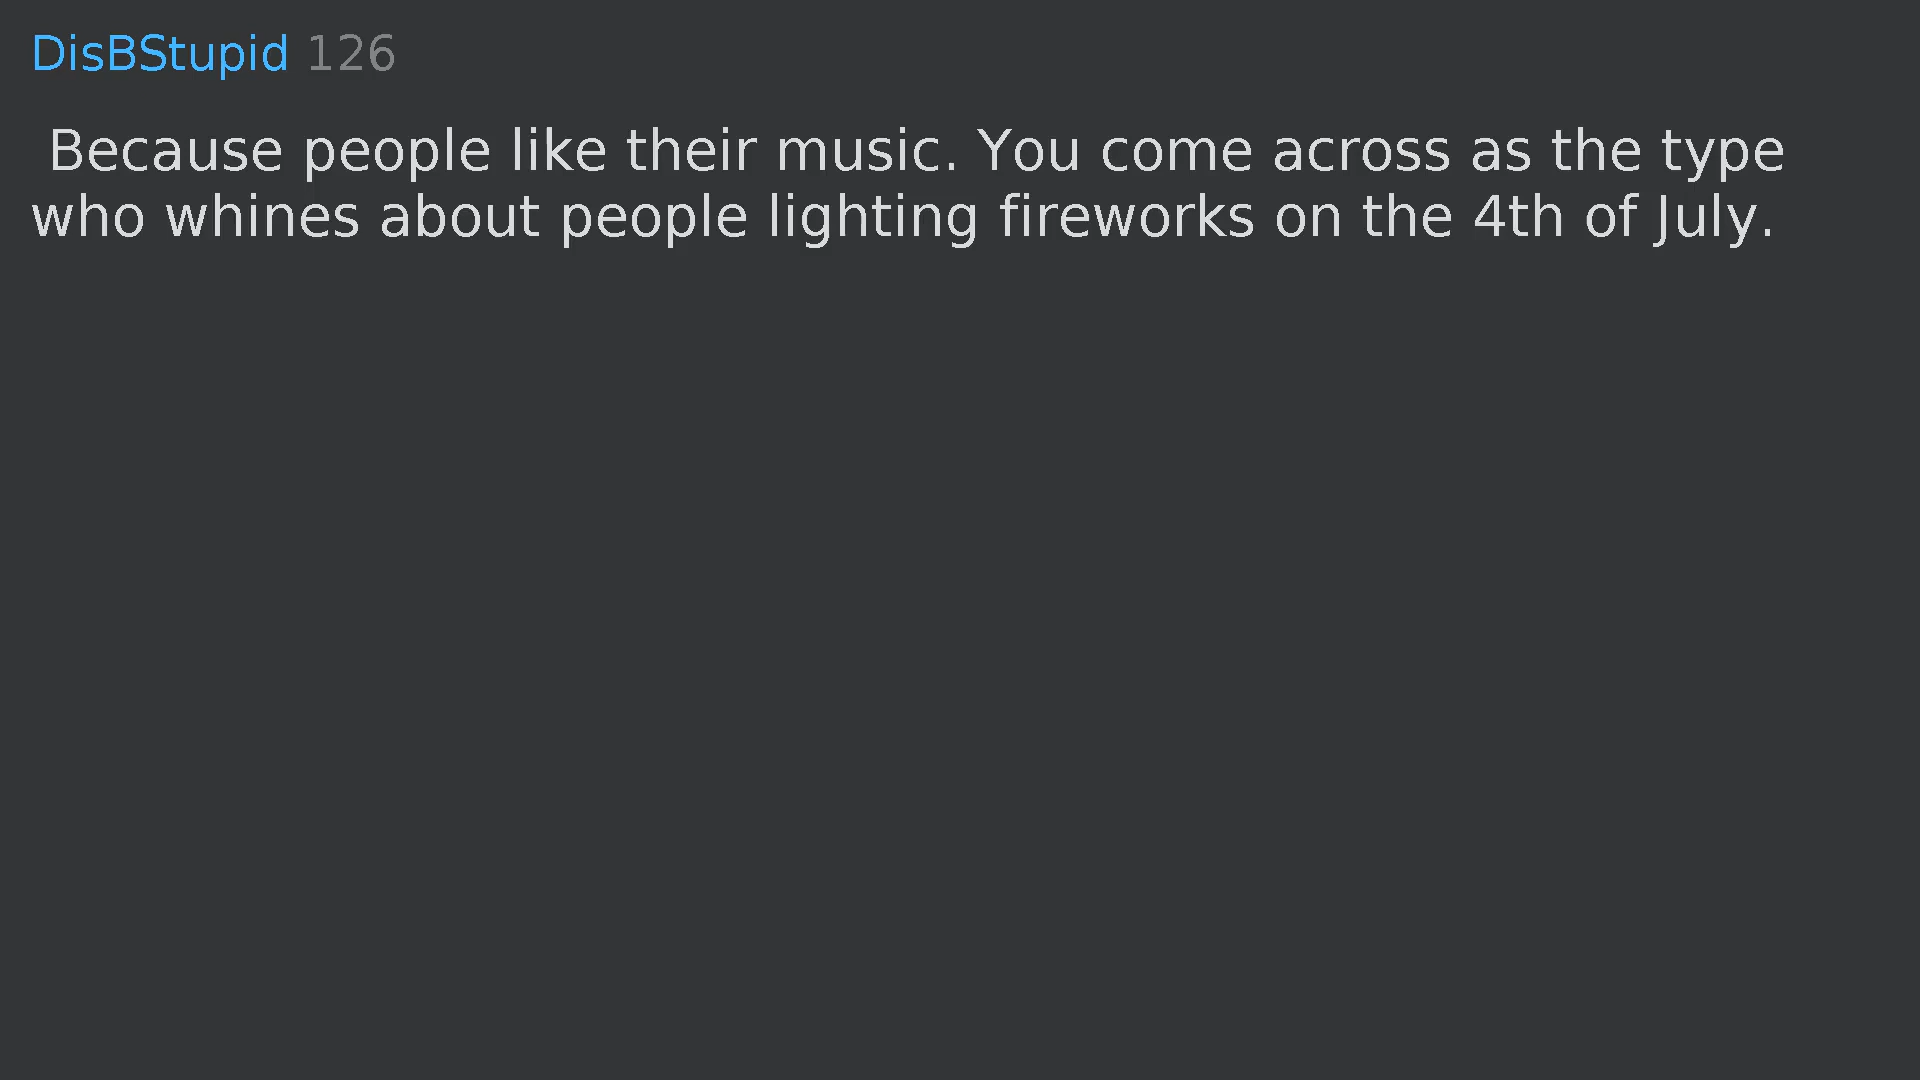 DisBStupid 126
Because people like their music. You come across as the type
who whines about people lighting fireworks on the 4th of July.